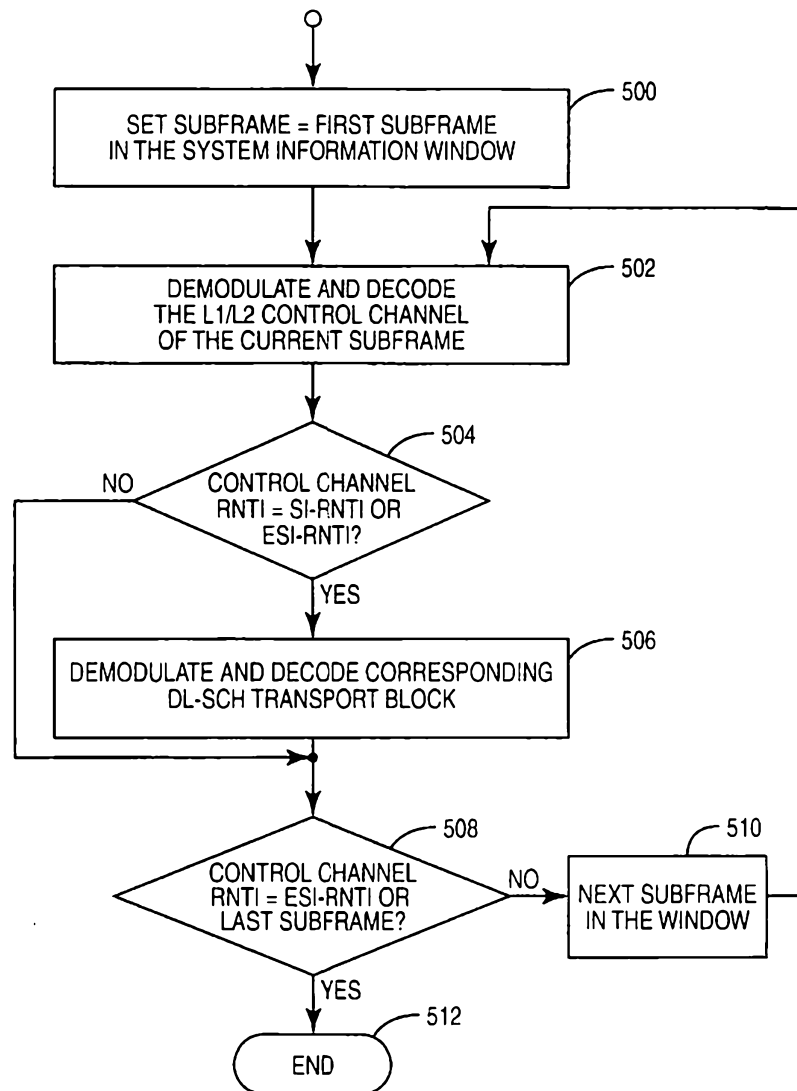 500
SET SUBFRAME = FIRST SUBFRAME
IN THE SYSTEM INFORMATION WINDOW
502
DEMODULATE AND DECODE
THE L1/L2 CONTROL CHANNEL
OF THE CURRENT SUBFRAME
504
NO
CONTROL CHANNEL
RNTI = SI-RNTI OR
ESI-RNTI?
YES
506
DEMODULATE AND DECODE CORRESPONDING
DL-SCH TRANSPORT BLOCK
508
CONTROL CHANNEL
RNTI = ESI-RNTI OR
LAST SUBFRAME?
NO
510
NEXT SUBFRAME
IN THE WINDOW
YES
512
END